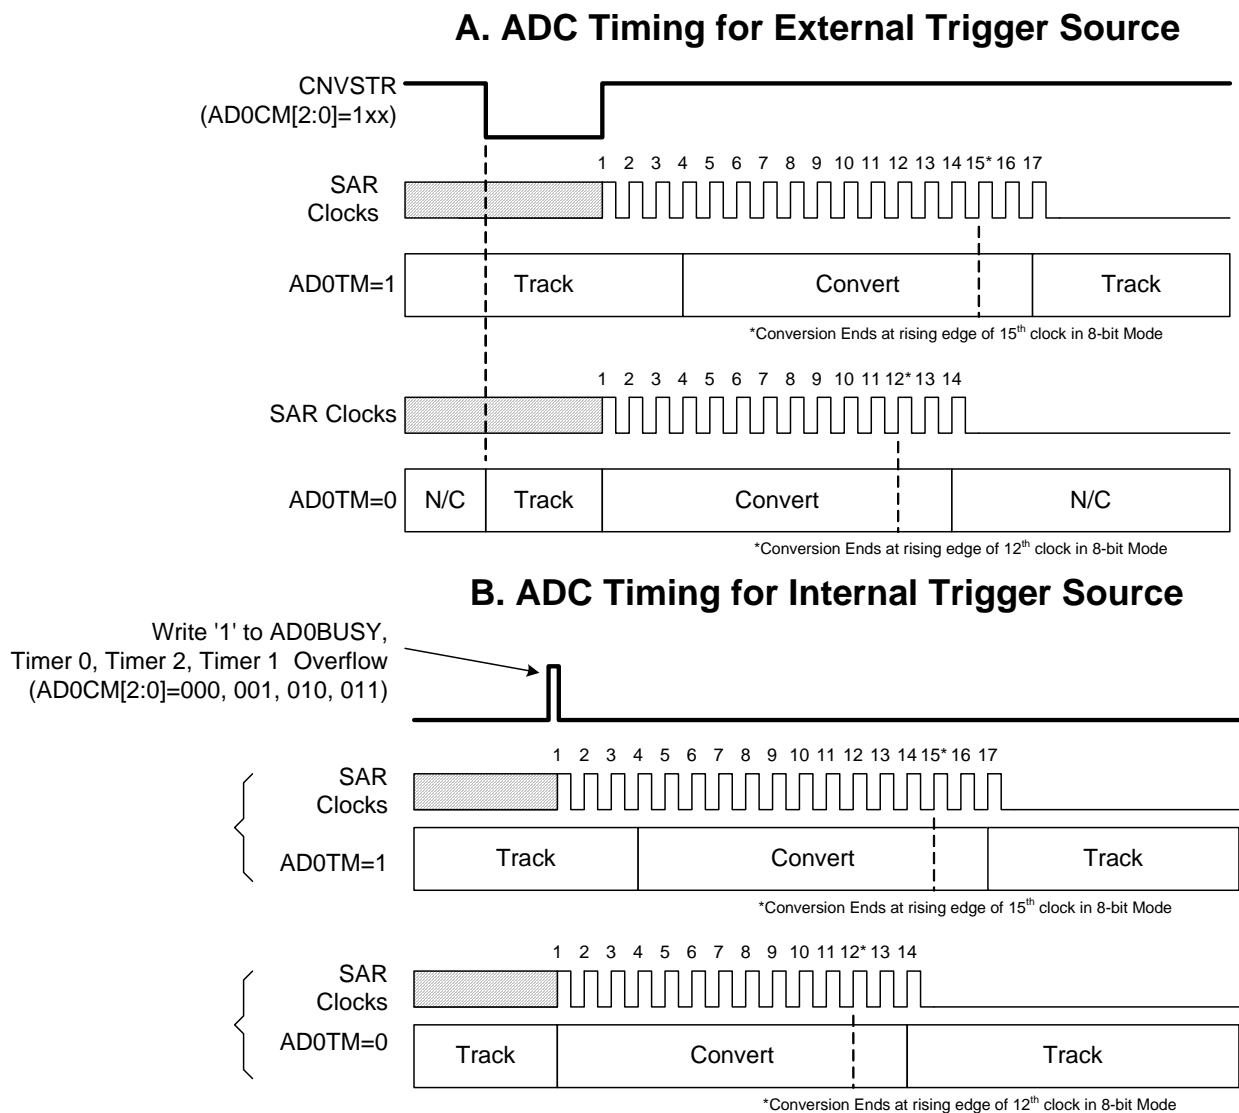 A. ADC Timing for External Trigger Source
CNVSTR
(AD0CM[2:0]=1xx)
1 2 3 4 5 6 7 8 9 10 11 12 13 14 15* 16 17
SAR
Clocks
AD0TM=1 Track Convert Track
*Conversion Ends at rising edge of 15th clock in 8-bit Mode
1 2 3 4 5 6 7 8 9 10 11 12* 13 14
SAR Clocks
AD0TM=0 N/C Track Convert N/C
*Conversion Ends at rising edge of 12th clock in 8-bit Mode
B. ADC Timing for Internal Trigger Source
Write '1' to AD0BUSY,
Timer 0, Timer 2, Timer 1 Overflow
(AD0CM[2:0]=000, 001, 010, 011)
1 2 3 4 5 6 7 8 9 10 11 12 13 14 15* 16 17
SAR
Clocks
AD0TM=1 Track Convert Track
*Conversion Ends at rising edge of 15th clock in 8-bit Mode
1 2 3 4 5 6 7 8 9 10 11 12* 13 14
SAR
Clocks
AD0TM=0 Track Convert Track
*Conversion Ends at rising edge of 12th clock in 8-bit Mode